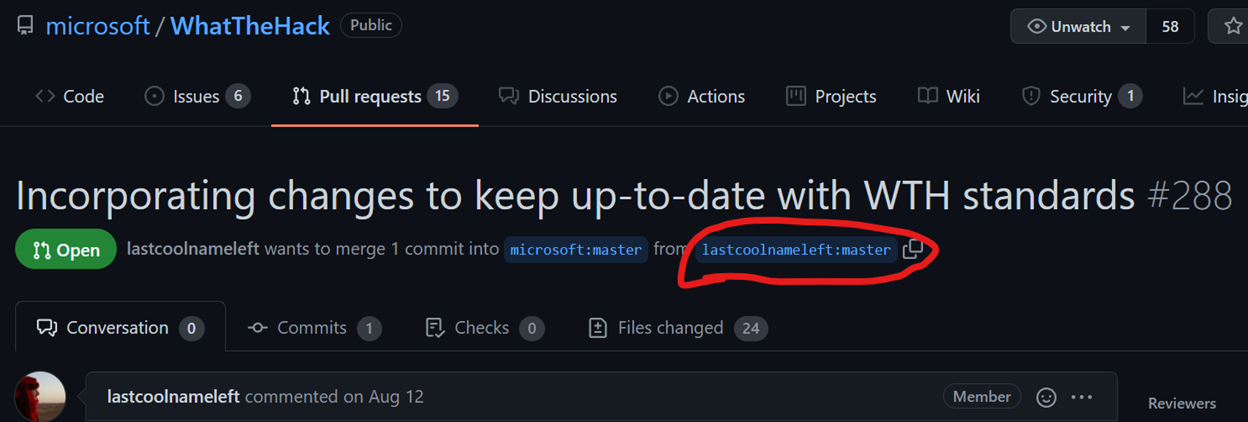 microsoft / WhatTheHack Public Unwatch 58
Code Issues 6 Pull requests 15 Discussions Actions Projects Wiki Security 1 Insig
Incorporating changes to keep up-to-date with WTH standards #288
Open lastcoolnameleft wants to merge 1 commit into microsoft:master from lastcoolnameleft:master
Conversation 0 Commits 1 Checks 0 Files changed 24
lastcoolnameleft commented on Aug 12 Member Reviewers